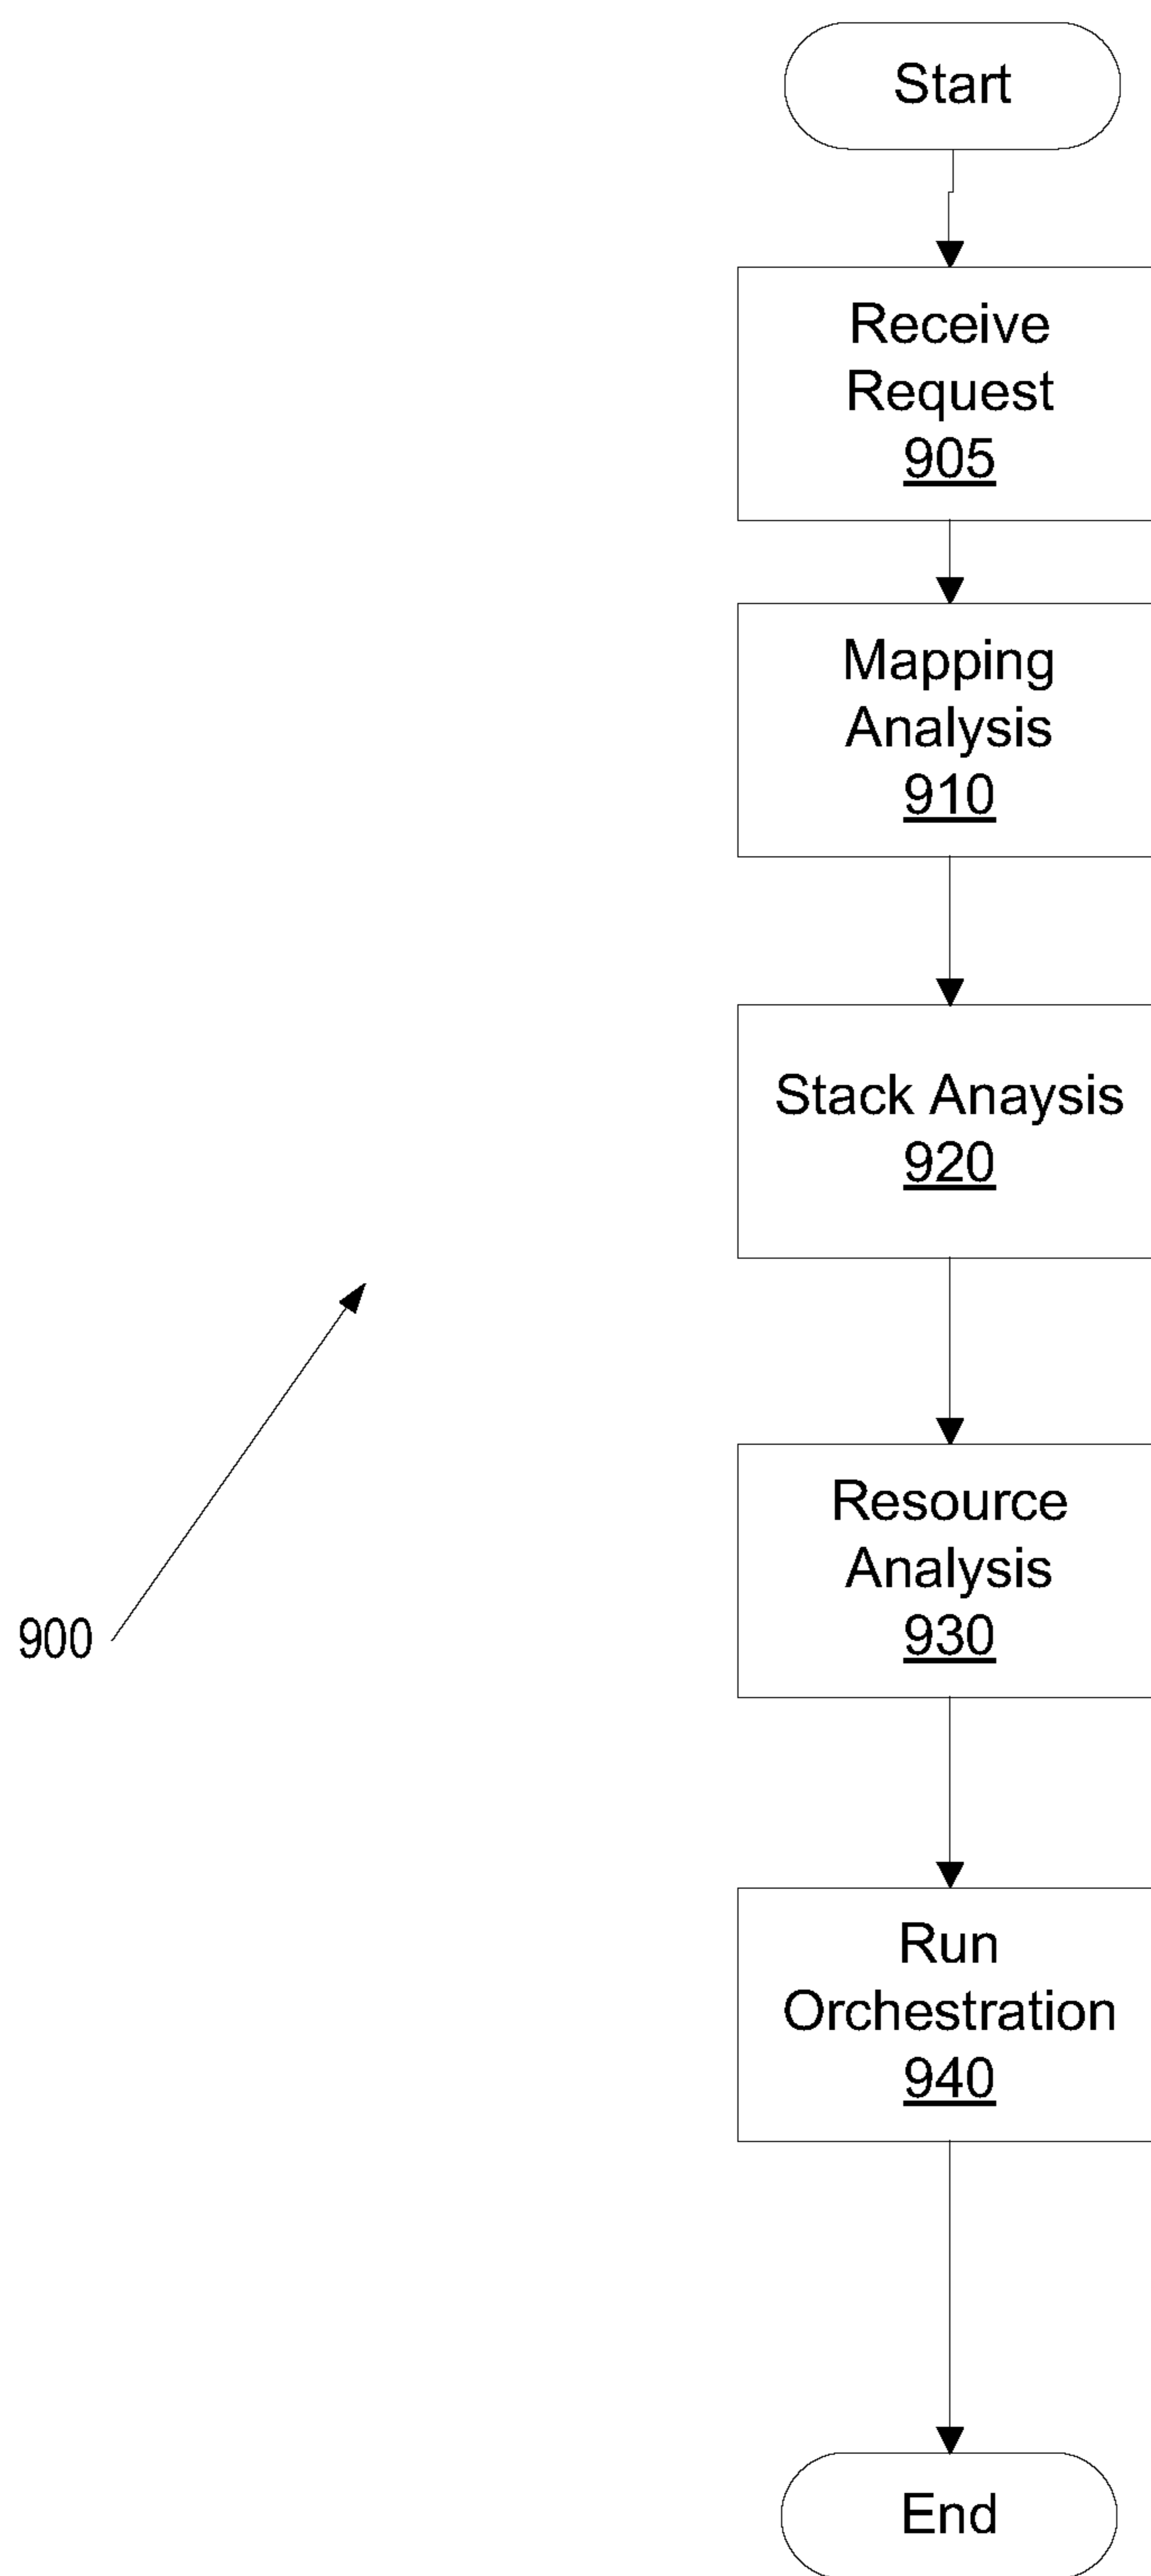 Start
Receive
Request
905
Mapping
Analysis
910
Stack Anaysis
920
Resource
Analysis
930
900
Run
Orchestration
940
End